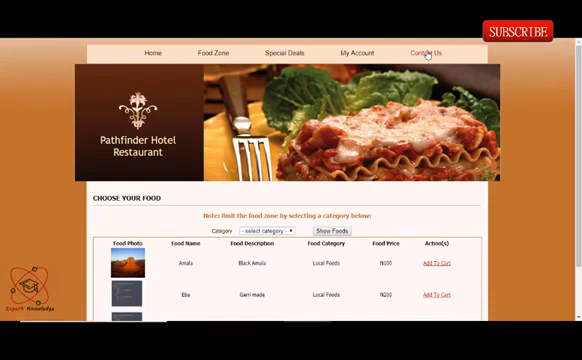 SUBSCRIBE
Home Food Zone Special Deals My Account Contact Us
Pathfinder Hotel
Restaurant
CHOOSE YOUR FOOD
Note: limit the food zone by selecting a category below:
Category - select category - Show Foods
Food Photo Food Name Food Description Food Category Food Price Action(s)
Amala Black Amala Local Foods N100 Add To Cart
Eba Garri made Local Foods N200 Add To Cart
Expert Knowledge